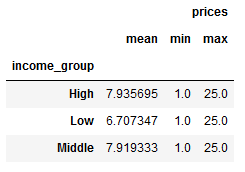 prices
mean min max
income_group
High 7.935695 1.0 25.0
Low 6.707347 1.0 25.0
Middle 7.919333 1.0 25.0